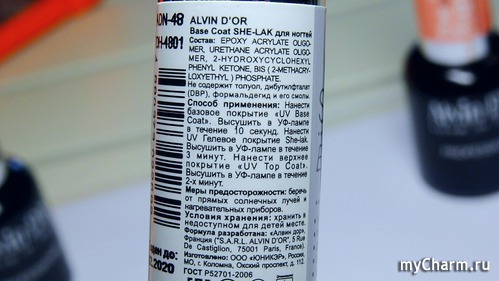 ADN-48
DH-4801
ALVIN D'OR
Base Coat SHE-LAK для ногтей
Состав: EPOXY ACRYLATE OLIGO-
MER, URETHANE ACRYLATE OLIGO-
MER, 2-HYDROXYCYCLOHEXYL
PHENYL KETONE, BIS ( 2-METHACRY-
LOXYETHYL ) PHOSPHATE.
Не содержит толуол, дибутилфталат
(DBP), формальдегид и его смолы.
Способ применения: Нанести
базовое покрытие «UV Base
Coat». Высушить в УФ-лампе
в течение 10 секунд. Нанести
UV Гелевое покрытие She-lak.
Высушить в УФ-лампе в течение
3 минут. Нанести верхнее
покрытие «UV Top Coat».
Высушить в УФ-лампе в течение
2-х минут.
Меры предосторожности: беречь
от прямых солнечных лучей и
нагревательных приборов.
Условия хранения: хранить в
недоступном для детей месте.
Формула разработана: «Алвин дор»,
Франция ("S.A.R.L. ALVIN D'OR", 5 Rue
De Castiglion, 75001 Paris, France).
Изготовлено: ООО «ЮНИКЭР», Россия,
МО, г. Коломна, Окский проспект, д. 112.
ГОСТ Р52701-2006
ден до
2020
myCharm.ru